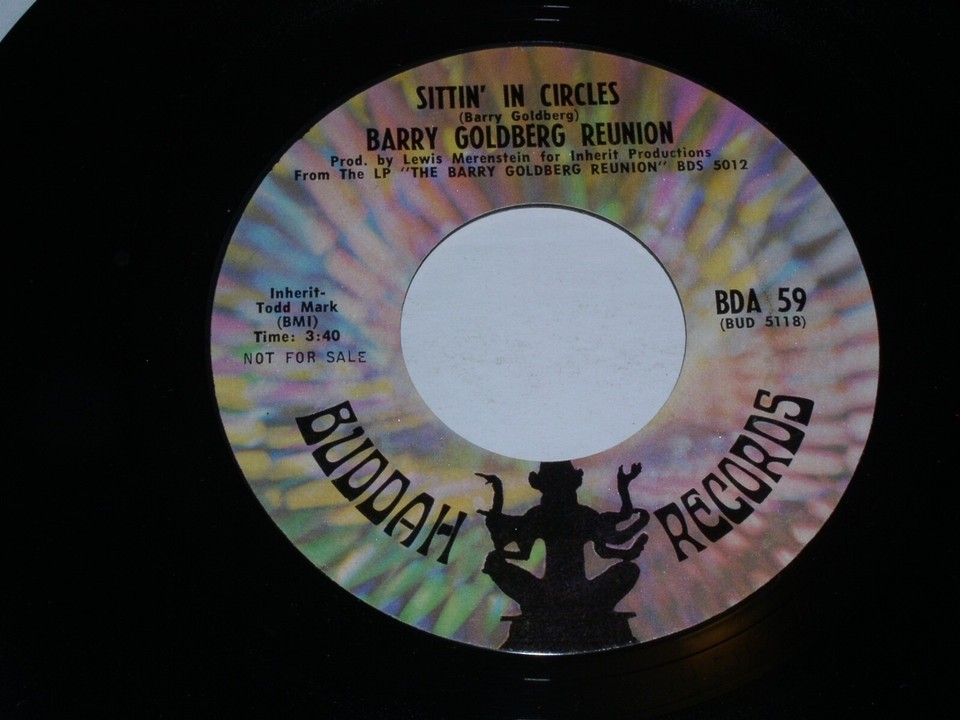 SITTIN' IN CIRCLES
(Barry Goldberg)
BARRY GOLDBERG REUNION
Prod. by Lewis Merenstein for Inherit Productions
From The LP "THE BARRY GOLDBERG REUNION" BDS 5012
Inherit-
Todd Mark
(BMI)
Time: 3:40
NOT FOR SALE
BDA 59
(BUD 5118)
BUDDAH RECORDS